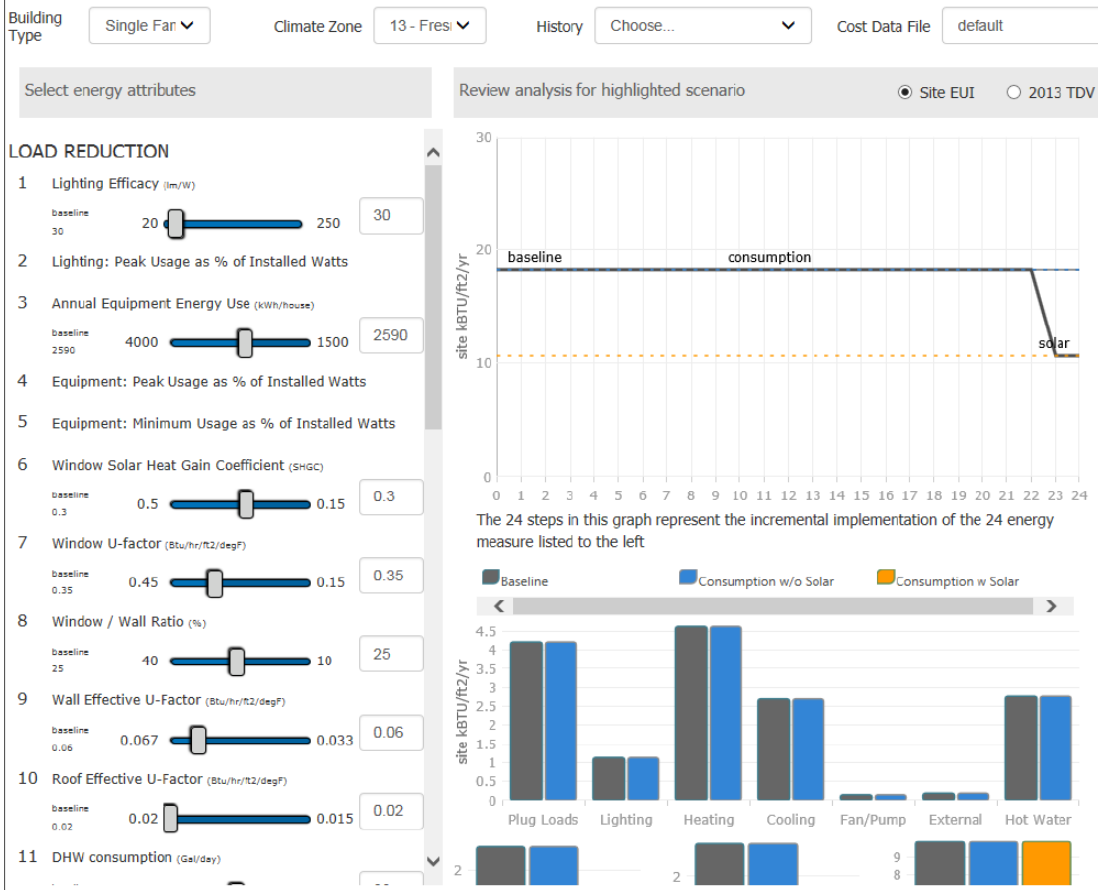 Building Type
Single Fan
Climate Zone
13 - Fres
History
Choose...
Cost Data File
default
Select energy attributes
Review analysis for highlighted scenario
Site EUI
2013 TDV
LOAD REDUCTION
1 Lighting Efficacy (lm/W)
baseline
30
20
250
30
2 Lighting: Peak Usage as % of Installed Watts
3 Annual Equipment Energy Use (kWh/house)
baseline
2590
4000
1500
2590
4 Equipment: Peak Usage as % of Installed Watts
5 Equipment: Minimum Usage as % of Installed Watts
6 Window Solar Heat Gain Coefficient (SHGC)
baseline
0.3
0.5
0.15
0.3
7 Window U-factor (Btu/hr/ft2/degF)
baseline
0.35
0.45
0.15
0.35
8 Window / Wall Ratio (%)
baseline
25
40
10
25
9 Wall Effective U-Factor (Btu/hr/ft2/degF)
baseline
0.06
0.067
0.033
0.06
10 Roof Effective U-Factor (Btu/hr/ft2/degF)
baseline
0.02
0.02
0.015
0.02
11 DHW consumption (Gal/day)
30
20
10
0
site kBTU/ft2/yr
baseline
consumption
solar
0 1 2 3 4 5 6 7 8 9 10 11 12 13 14 15 16 17 18 19 20 21 22 23 24
The 24 steps in this graph represent the incremental implementation of the 24 energy
measure listed to the left
Baseline
Consumption w/o Solar
Consumption w Solar
4.5
4
3.5
3
2.5
2
1.5
1
0.5
0
site kBTU/ft2/yr
Plug Loads Lighting Heating Cooling Fan/Pump External Hot Water
2
2
9
8